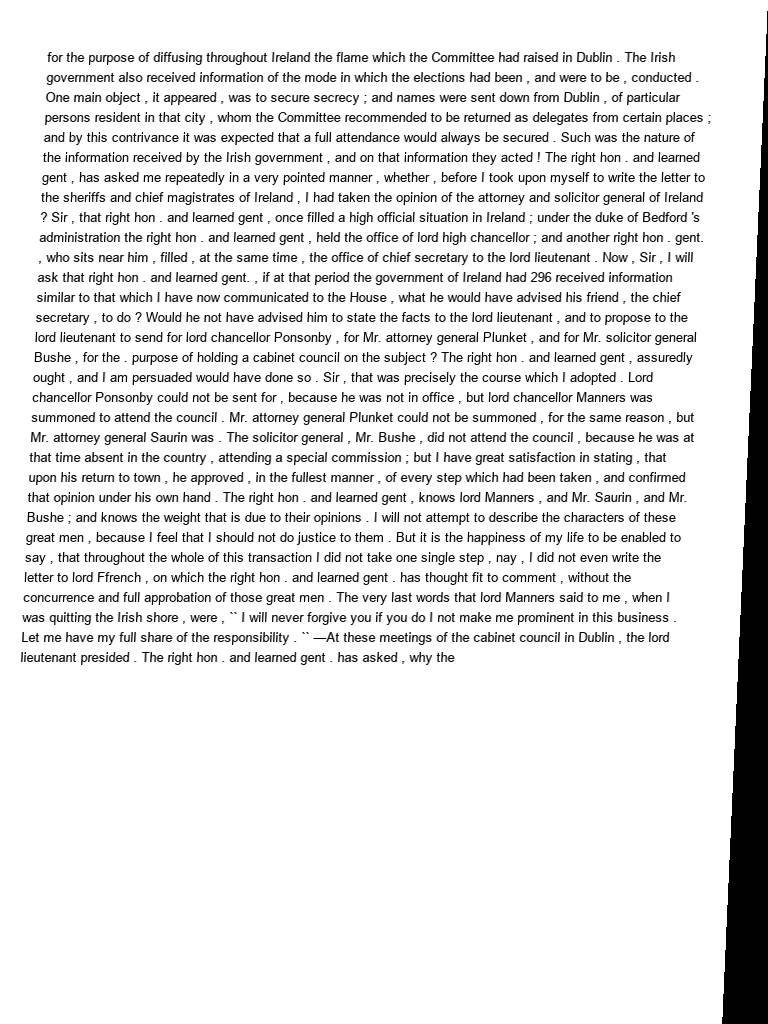 for the purpose of diffusing throughout Ireland the flame which the Committee had raised in Dublin . The Irish
government also received information of the mode in which the elections had been , and were to be , conducted .
One main object , it appeared , was to secure secrecy ; and names were sent down from Dublin , of particular
persons resident in that city , whom the Committee recommended to be returned as delegates from certain places ;
and by this contrivance it was expected that a full attendance would always be secured . Such was the nature of
the information received by the Irish government , and on that information they acted ! The right hon . and learned
gent , has asked me repeatedly in a very pointed manner , whether , before I took upon myself to write the letter to
the sheriffs and chief magistrates of Ireland , I had taken the opinion of the attorney and solicitor general of Ireland
? Sir , that right hon . and learned gent , once filled a high official situation in Ireland ; under the duke of Bedford 's
administration the right hon . and learned gent , held the office of lord high chancellor ; and another right hon . gent.
, who sits near him , filled , at the same time , the office of chief secretary to the lord lieutenant . Now , Sir , I will
ask that right hon . and learned gent. , if at that period the government of Ireland had 296 received information
similar to that which I have now communicated to the House , what he would have advised his friend , the chief
secretary , to do ? Would he not have advised him to state the facts to the lord lieutenant , and to propose to the
lord lieutenant to send for lord chancellor Ponsonby , for Mr. attorney general Plunket , and for Mr. solicitor general
Bushe , for the . purpose of holding a cabinet council on the subject ? The right hon . and learned gent , assuredly
ought , and I am persuaded would have done so . Sir , that was precisely the course which I adopted . Lord
chancellor Ponsonby could not be sent for , because he was not in office , but lord chancellor Manners was
summoned to attend the council . Mr. attorney general Plunket could not be summoned , for the same reason , but
Mr. attorney general Saurin was . The solicitor general , Mr. Bushe , did not attend the council , because he was at
that time absent in the country , attending a special commission ; but I have great satisfaction in stating , that
upon his return to town , he approved , in the fullest manner , of every step which had been taken , and confirmed
that opinion under his own hand . The right hon . and learned gent , knows lord Manners , and Mr. Saurin , and Mr.
Bushe ; and knows the weight that is due to their opinions . I will not attempt to describe the characters of these
great men , because I feel that I should not do justice to them . But it is the happiness of my life to be enabled to
say , that throughout the whole of this transaction I did not take one single step , nay , I did not even write the
letter to lord Ffrench , on which the right hon . and learned gent . has thought fit to comment , without the
concurrence and full approbation of those great men . The very last words that lord Manners said to me , when I
was quitting the Irish shore , were , `` I will never forgive you if you do I not make me prominent in this business .
Let me have my full share of the responsibility . `` —At these meetings of the cabinet council in Dublin , the lord
lieutenant presided . The right hon . and learned gent . has asked , why the